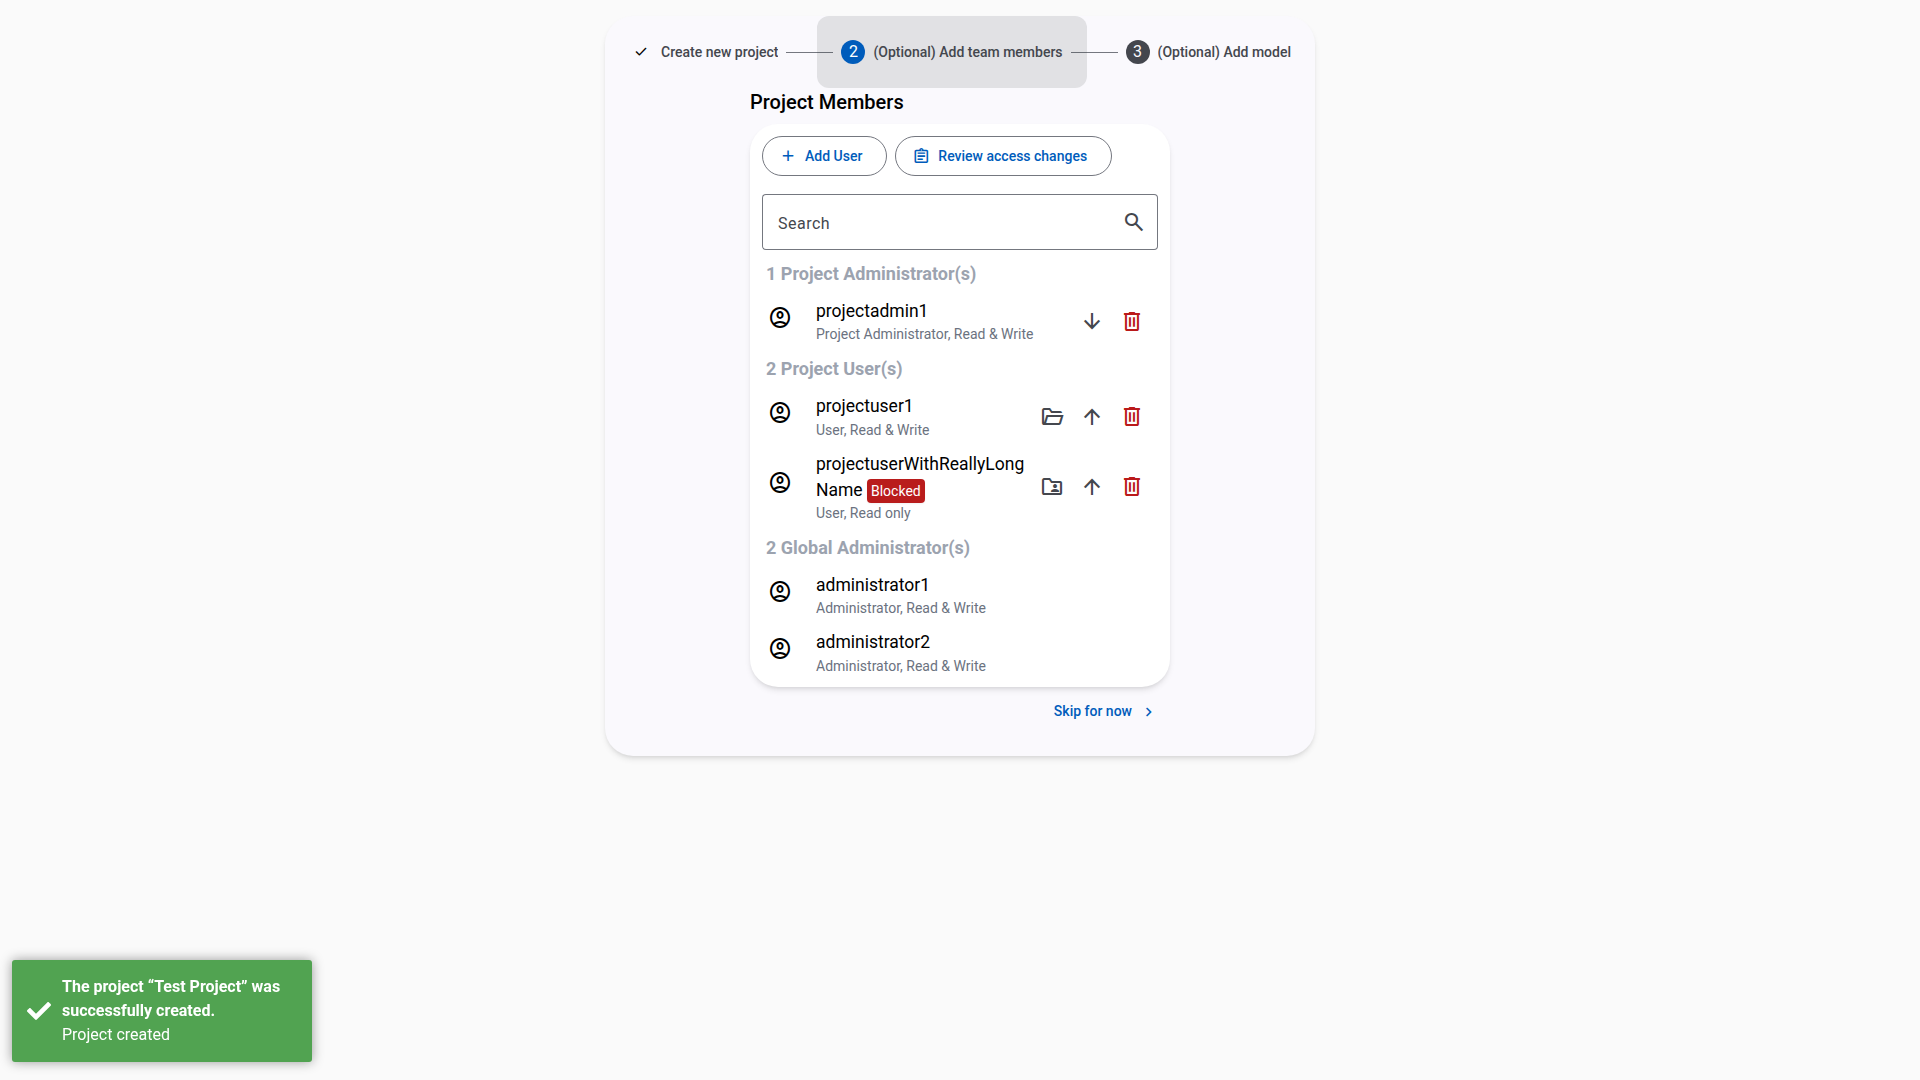 Create new project
2 (Optional) Add team members
3 (Optional) Add model
Project Members
Add User
Review access changes
Search
1 Project Administrator(s)
projectadmin1
Project Administrator, Read & Write
2 Project User(s)
projectuser1
User, Read & Write
projectuserWithReallyLong
Name Blocked
User, Read only
2 Global Administrator(s)
administrator1
Administrator, Read & Write
administrator2
Administrator, Read & Write
Skip for now
The project “Test Project” was
successfully created.
Project created